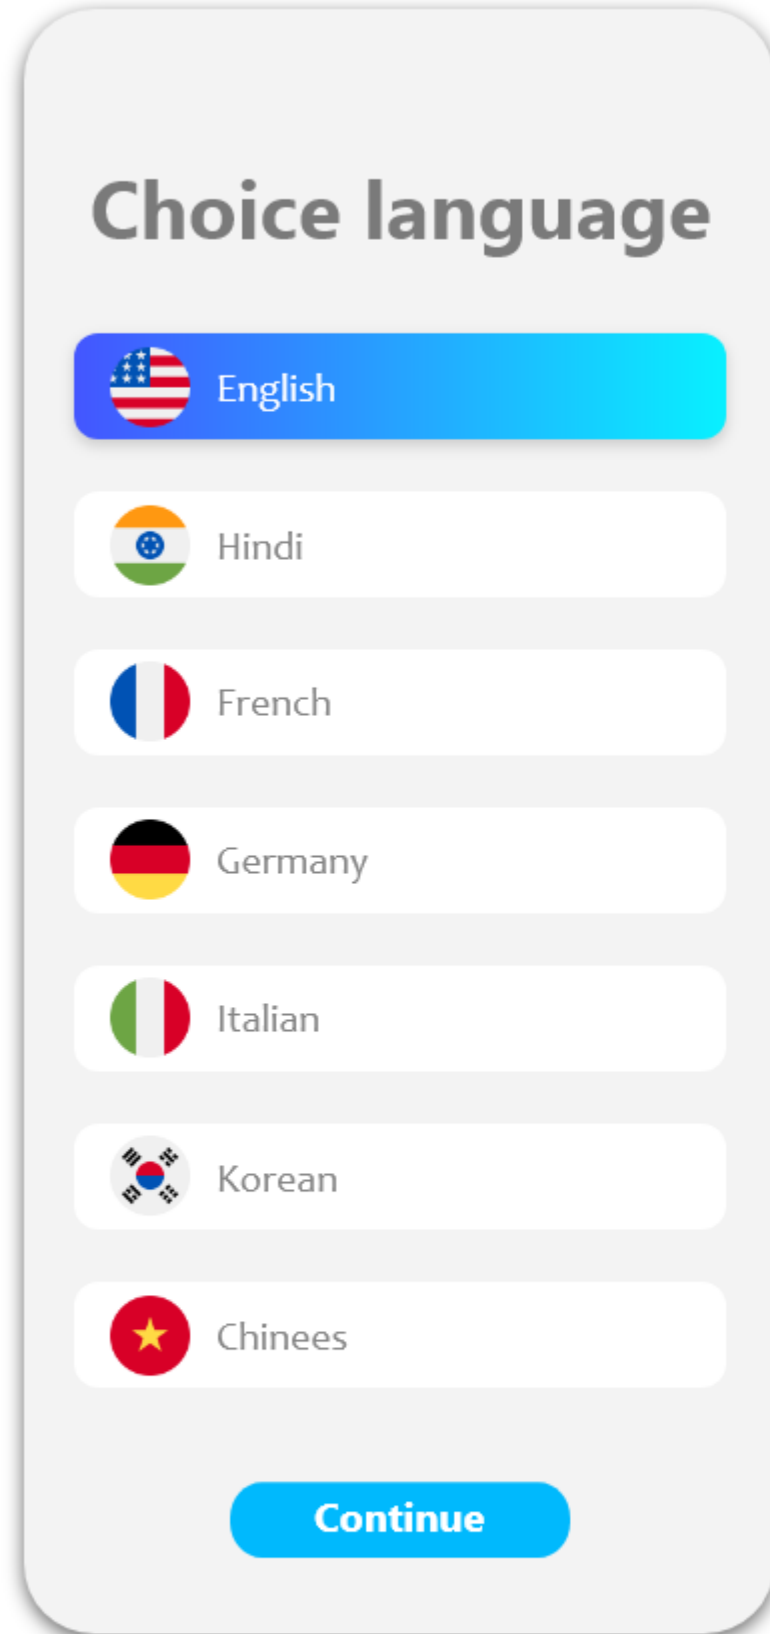 Choice language
English
Hindi
French
Germany
Italian
Korean
Chinees
Continue